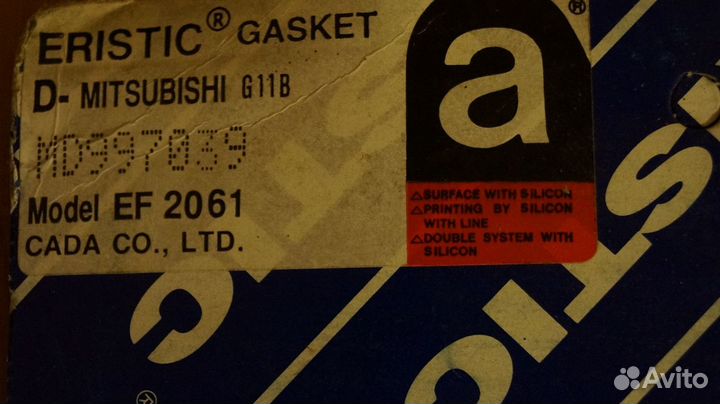 ERISTIC® GASKET
D- MITSUBISHI G11B
MD997039
Model EF 2061
CADA CO., LTD.
a ®
△SURFACE WITH SILICON
△PRINTING BY SILICON
WITH LINE
△DOUBLE SYSTEM WITH
SILICON
Avito